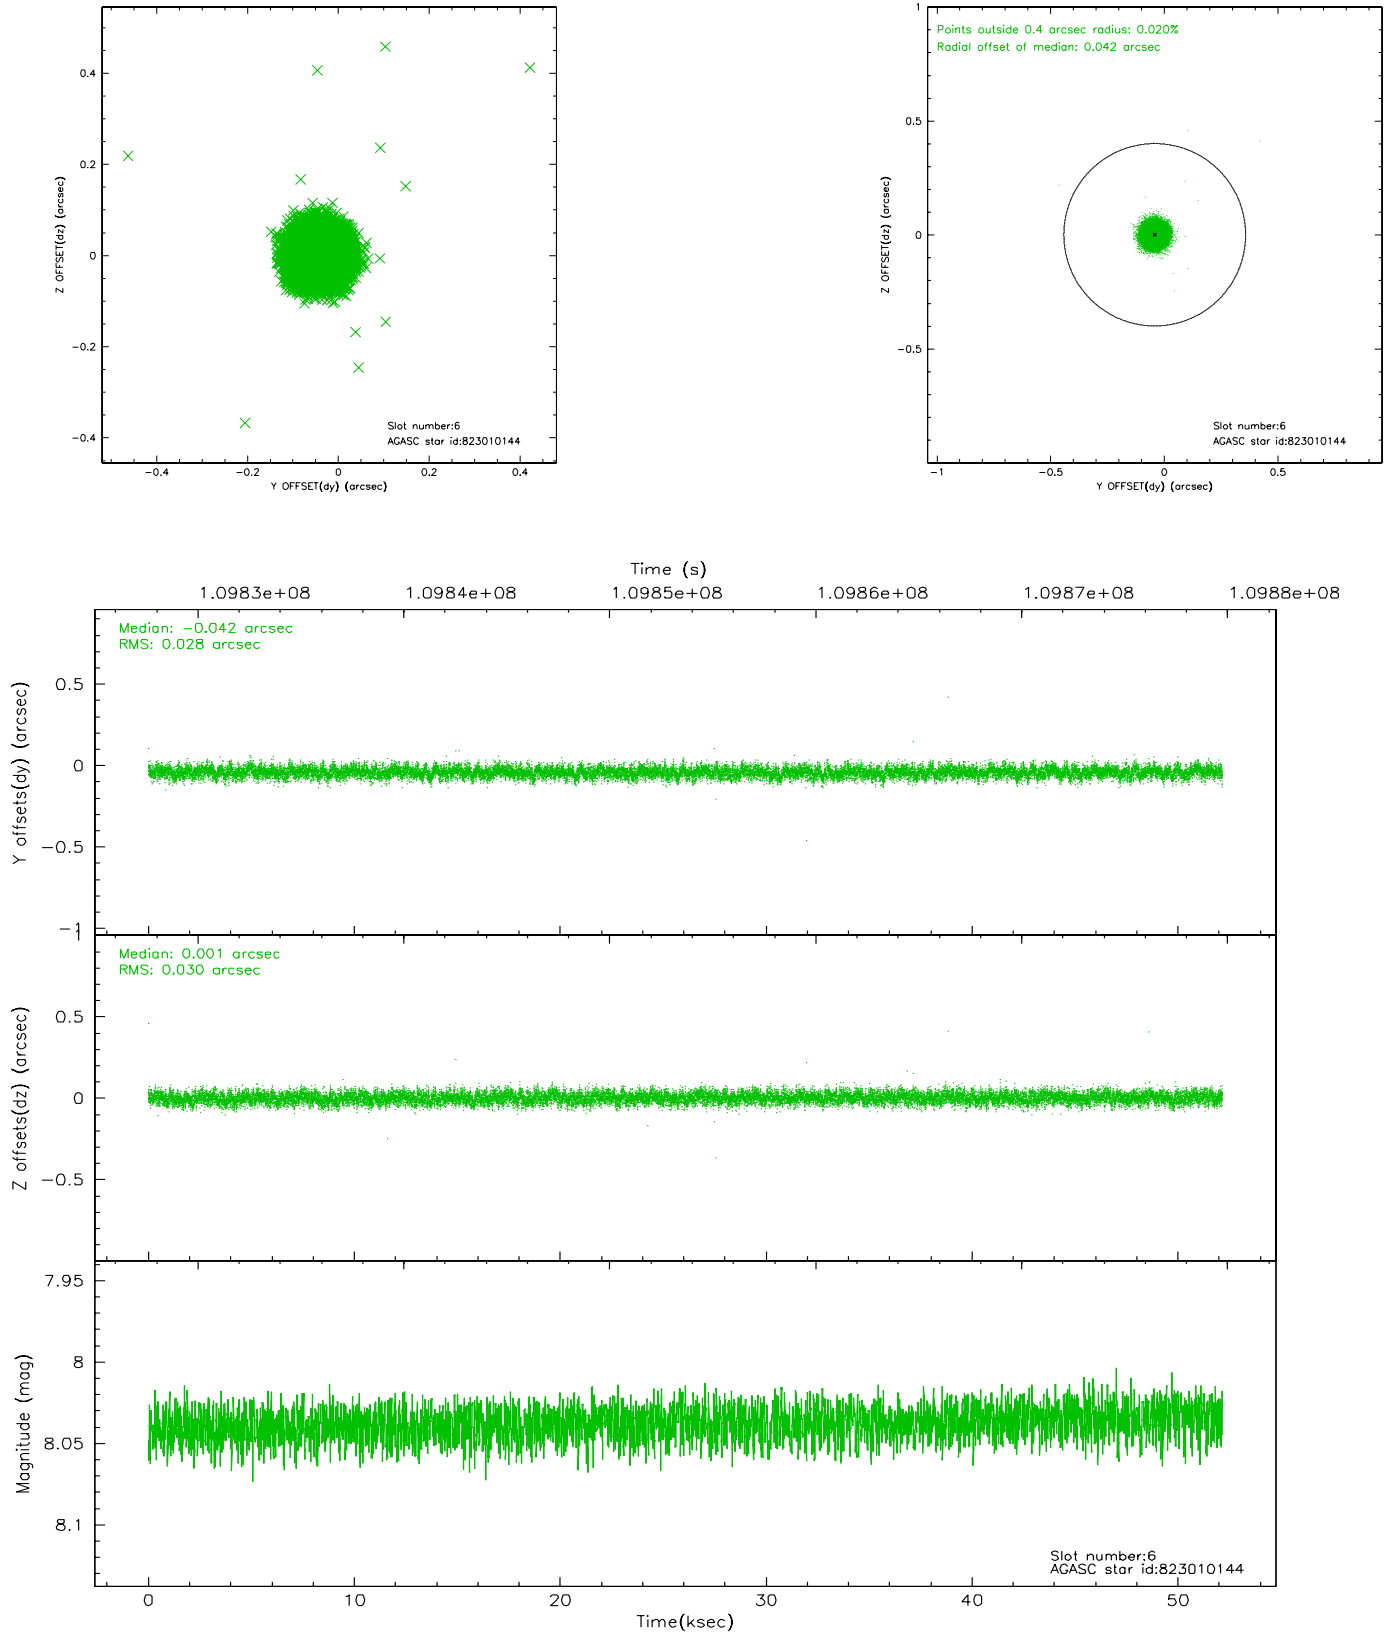 0.4
0.2
0
−0.2
−0.4
Z OFFSET(dz) (arcsec)
Slot number:6
AGASC star id:823010144
−0.4
−0.2
0
0.2
0.4
Y OFFSET(dy) (arcsec)
1
0.5
0
−0.5
Z OFFSET(dz) (arcsec)
Points outside 0.4 arcsec radius: 0.020%
Radial offset of median: 0.042 arcsec
Slot number:6
AGASC star id:823010144
−1
−0.5
0
0.5
Y OFFSET(dy) (arcsec)
Time (s)
1.0983e+08
1.0984e+08
1.0985e+08
1.0986e+08
1.0987e+08
1.0988e+08
Median: −0.042 arcsec
RMS: 0.028 arcsec
0.5
0
−0.5
−1
Y offsets(dy) (arcsec)
Median: 0.001 arcsec
RMS: 0.030 arcsec
1
0.5
0
−0.5
Z offsets(dz) (arcsec)
7.95
8
8.05
8.1
Magnitude (mag)
Slot number:6
AGASC star id:823010144
0
10
20
30
40
50
Time(ksec)